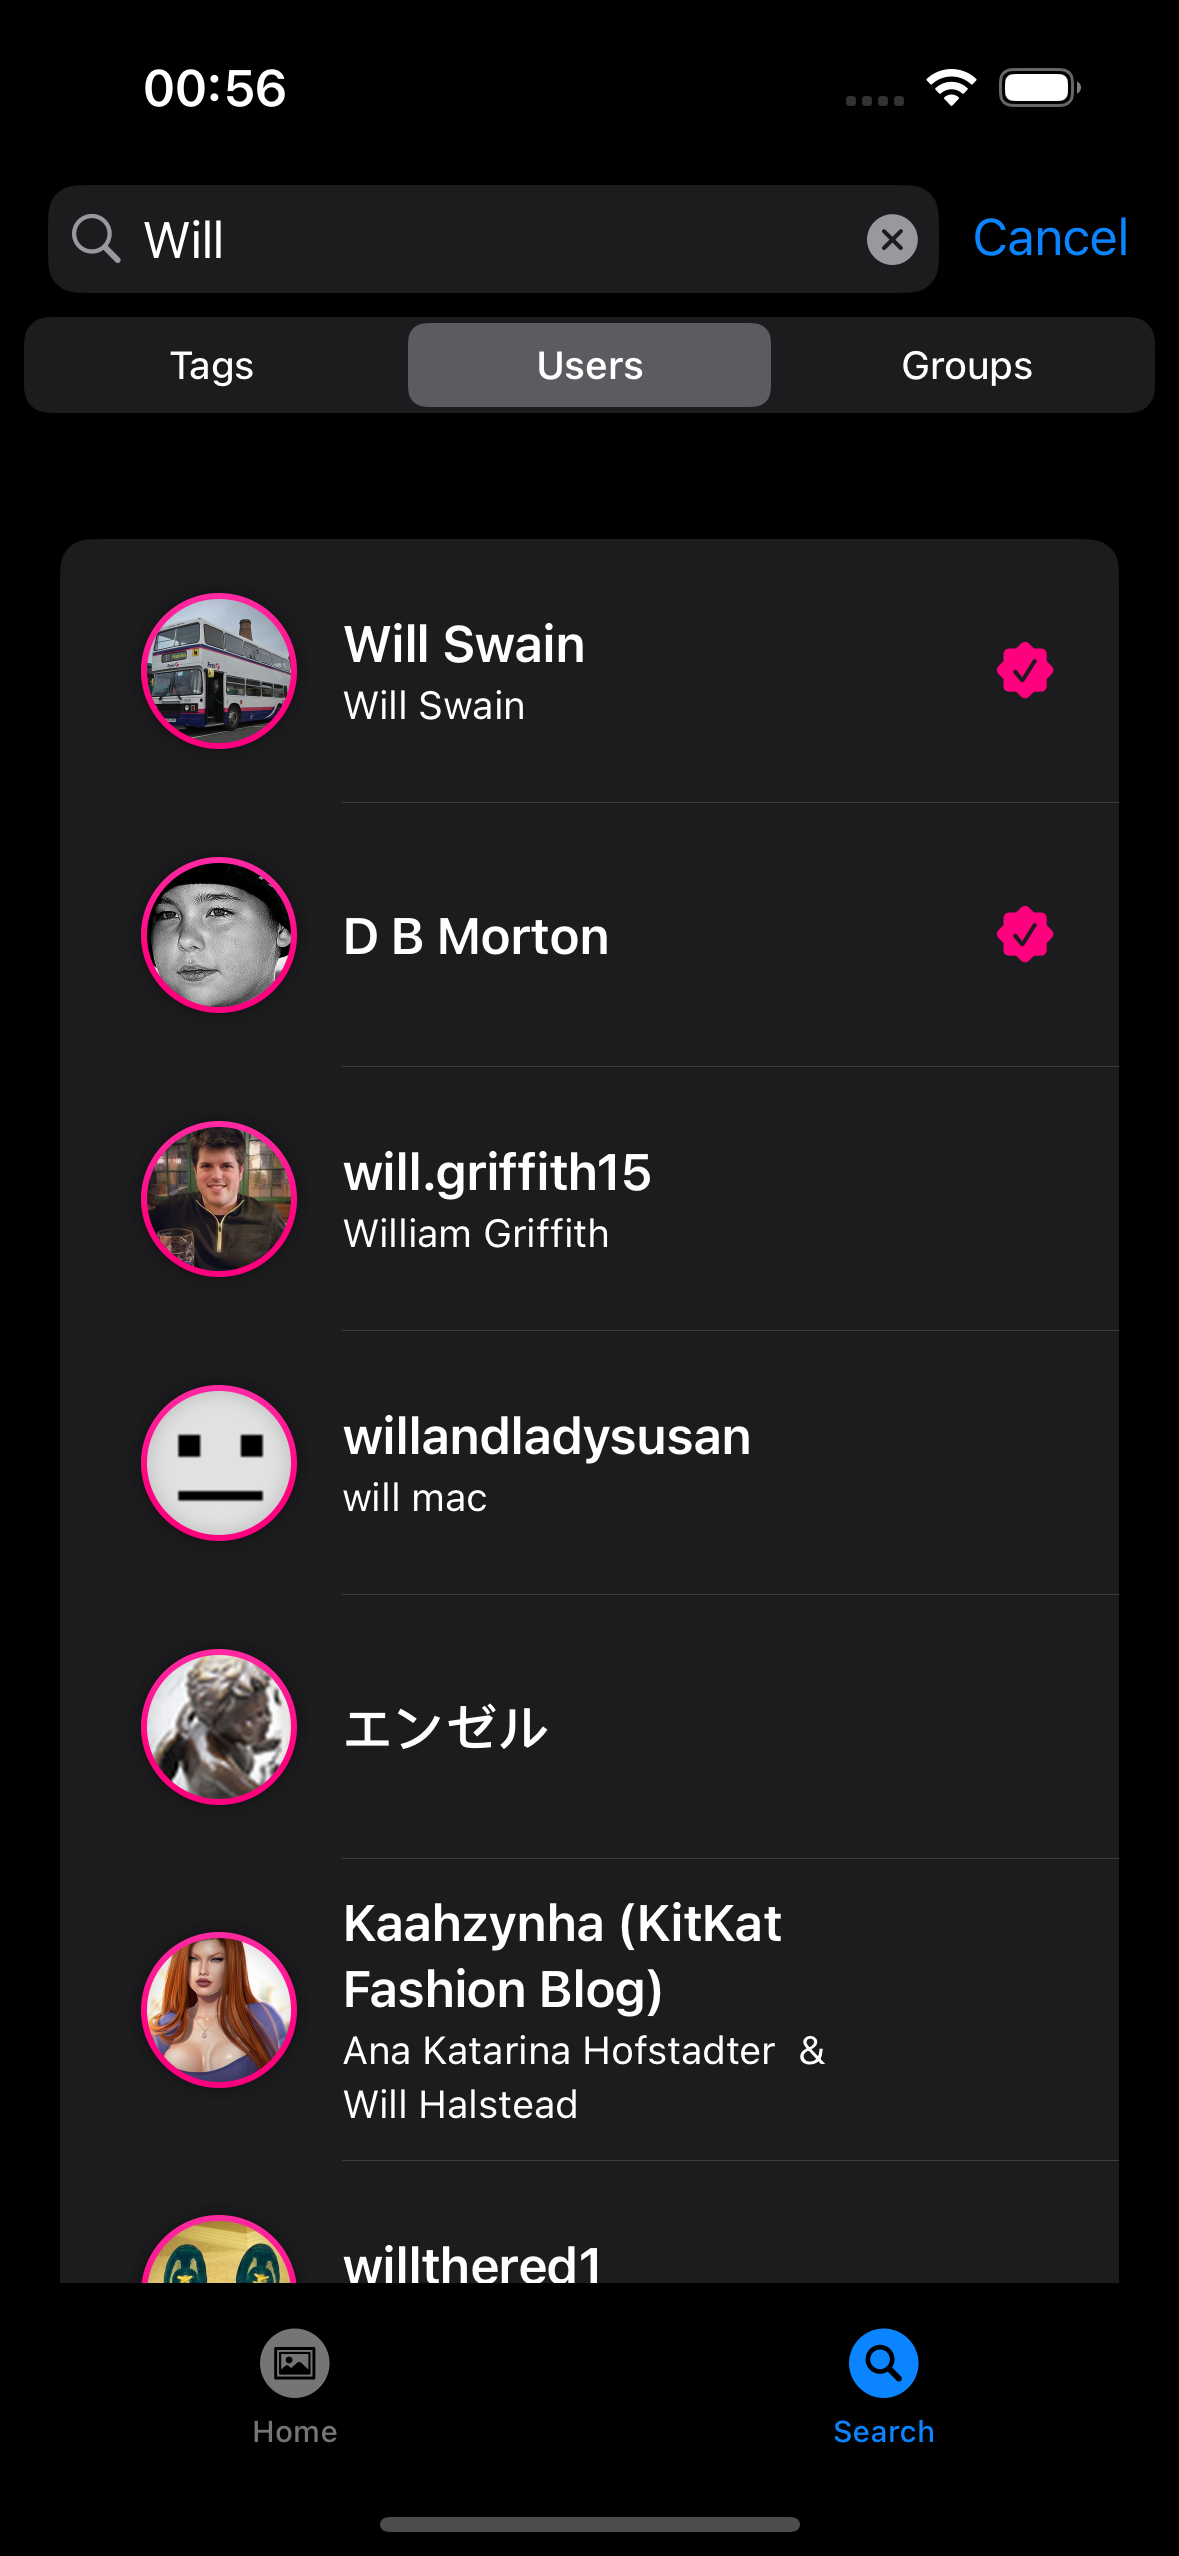 00:56
Will
Cancel
Tags
Users
Groups
Will Swain
Will Swain
D B Morton
will.griffith15
William Griffith
willandladysusan
will mac
エンゼル
Kaahzynha (KitKat
Fashion Blog)
Ana Katarina Hofstadter &
Will Halstead
willthered1
Home
Search